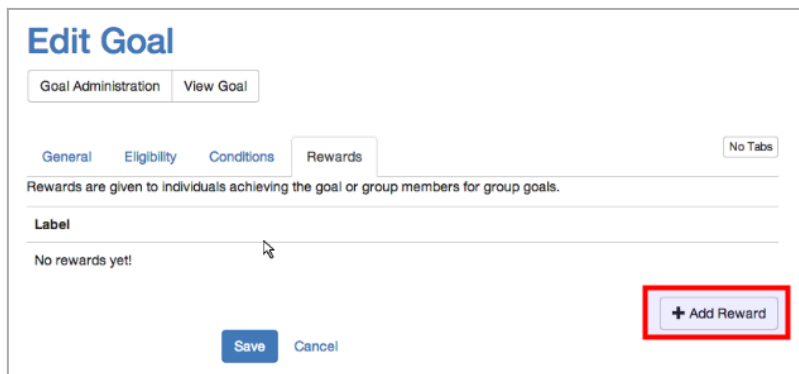 Edit Goal
Goal Administration View Goal
General Eligibility Conditions Rewards No Tabs
Rewards are given to individuals achieving the goal or group members for group goals.
Label
No rewards yet!
+ Add Reward
Save Cancel